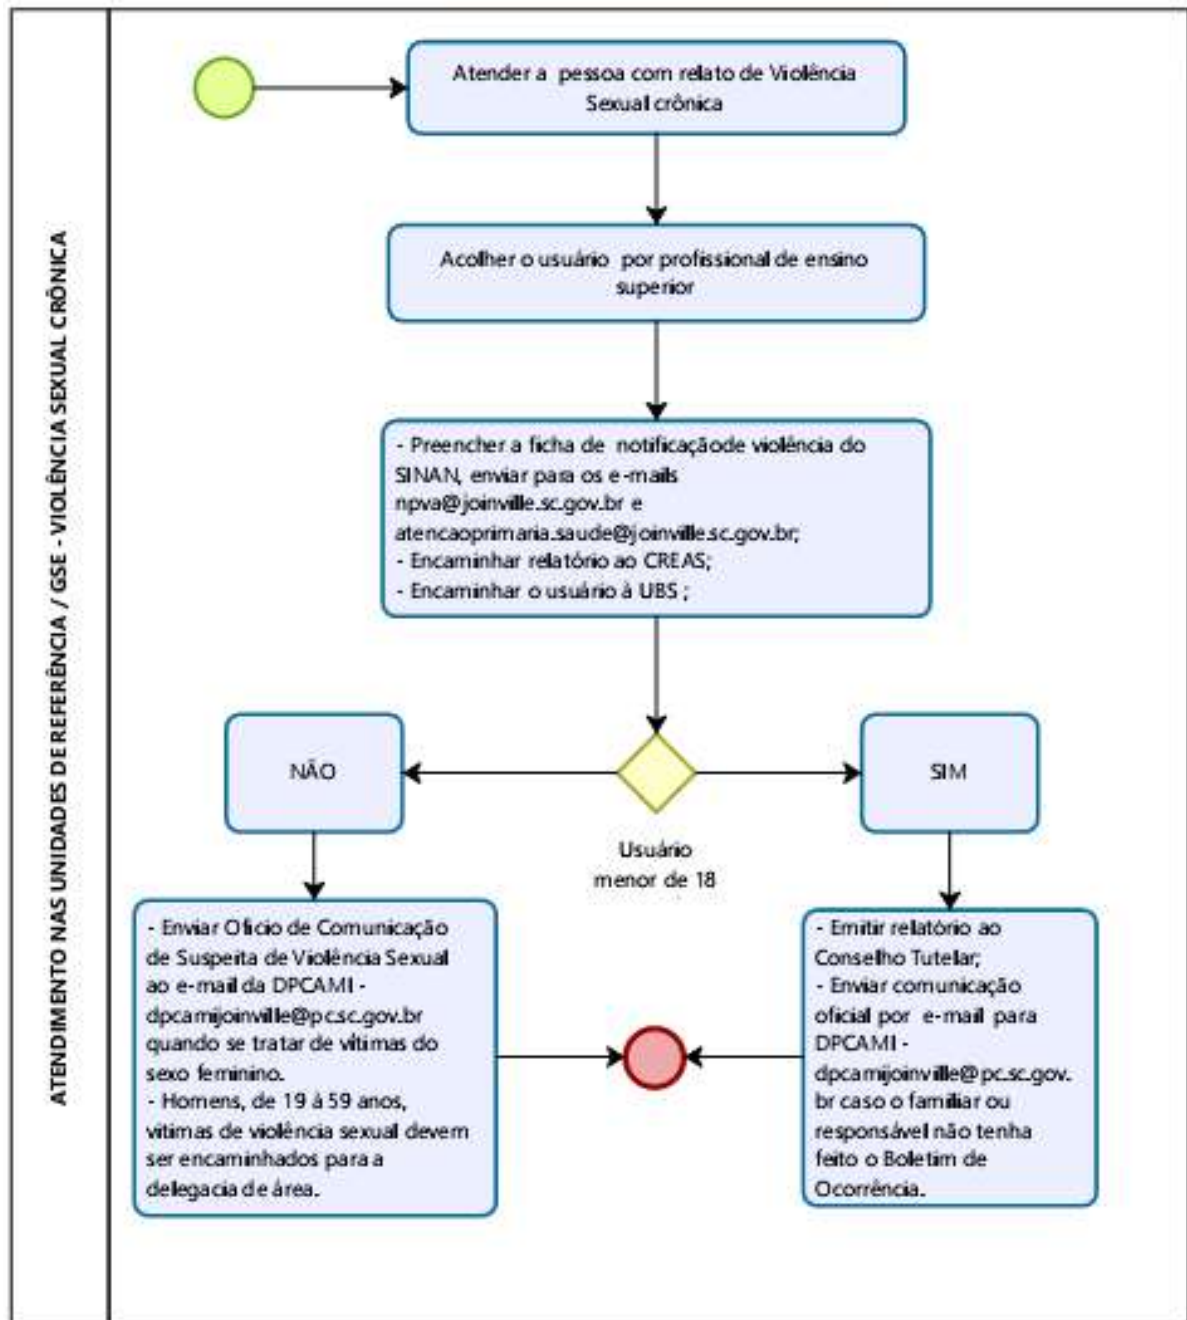 ATENDIMENTO NAS UNIDADES DE REFERÊNCIA / GSE - VIOLÊNCIA SEXUAL CRÔNICA
Atender a pessoa com relato de Violência
Sexual crônica
Acolher o usuário por profissional de ensino
superior
- Preencher a ficha de notificaçãode violência do
SINAN, enviar para os e-mails
npva@joinville.sc.gov.br e
atencaoprimaria.saude@joinville.sc.gov.br;
- Encaminhar relatório ao CREAS;
- Encaminhar o usuário à UBS ;
NÃO
SIM
Usuário
menor de 18
- Enviar Oficio de Comunicação
de Suspeita de Violência Sexual
ao e-mail da DPCAMI -
dpcamijoinville@pc.sc.gov.br
quando se tratar de vítimas do
sexo feminino.
- Homens, de 19 à 59 anos,
vitimas de violência sexual devem
ser encaminhados para a
delegacia de área.
- Emitir relatório ao
Conselho Tutelar;
- Enviar comunicação
oficial por e-mail para
DPCAMI -
dpcamijoinville@pc.sc.gov.
br caso o familiar ou
responsável não tenha
feito o Boletim de
Ocorrência.